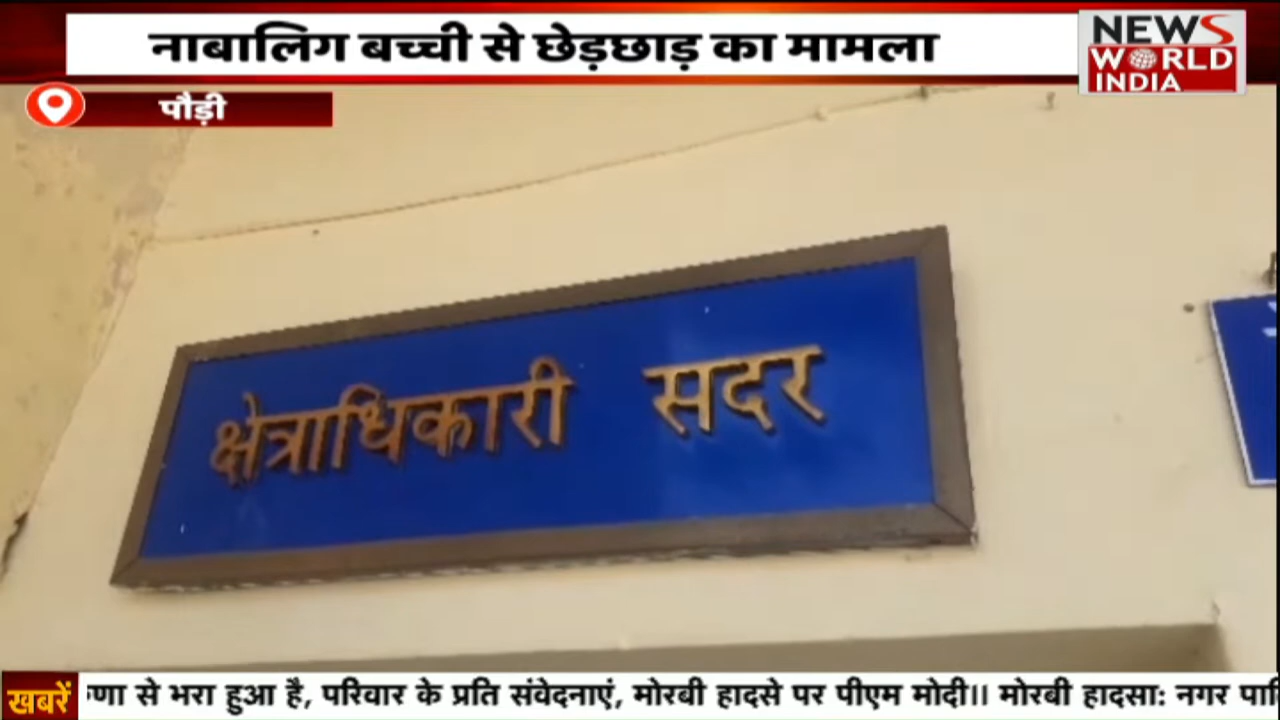 नाबालिग बच्ची से छेड़छाड़ का मामला
NEWS
WORLD
INDIA
पौड़ी
क्षेत्राधिकारी सदर
खबरें
से भरा हुआ है, परिवार के प्रति संवेदनाएं, मोरबी हादसे पर पीएम मोदी।। मोरबी हादसा: नगर